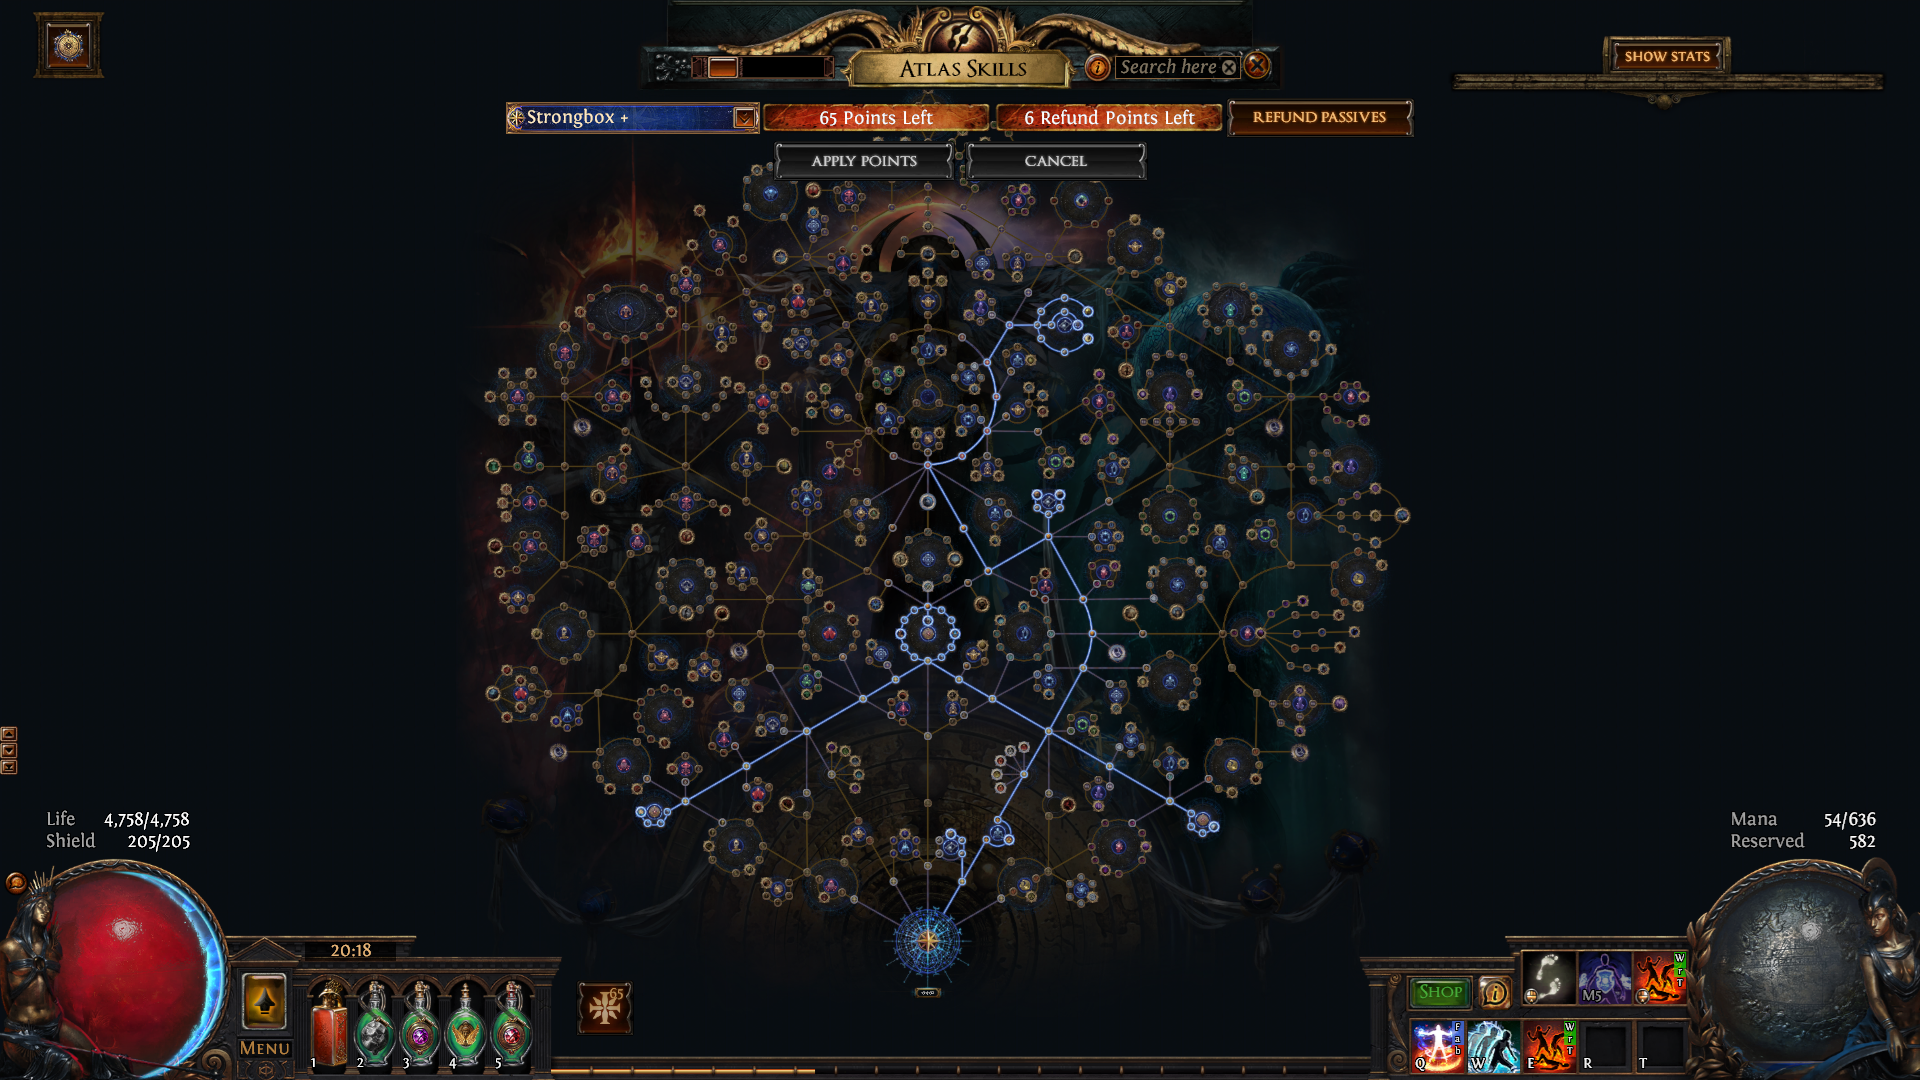 ATLAS SKILLS
Search here
SHOW STATS
Strongbox +
65 Points Left
6 Refund Points Left
REFUND PASSIVES
APPLY POINTS
CANCEL
Life 4,758/4,758
Shield 205/205
Mana 54/636
Reserved 582
20:18
MENU
1
2
3
4
5
65
SHOP
M5
W r T
Q
F a b
W
E
W r T
R
T